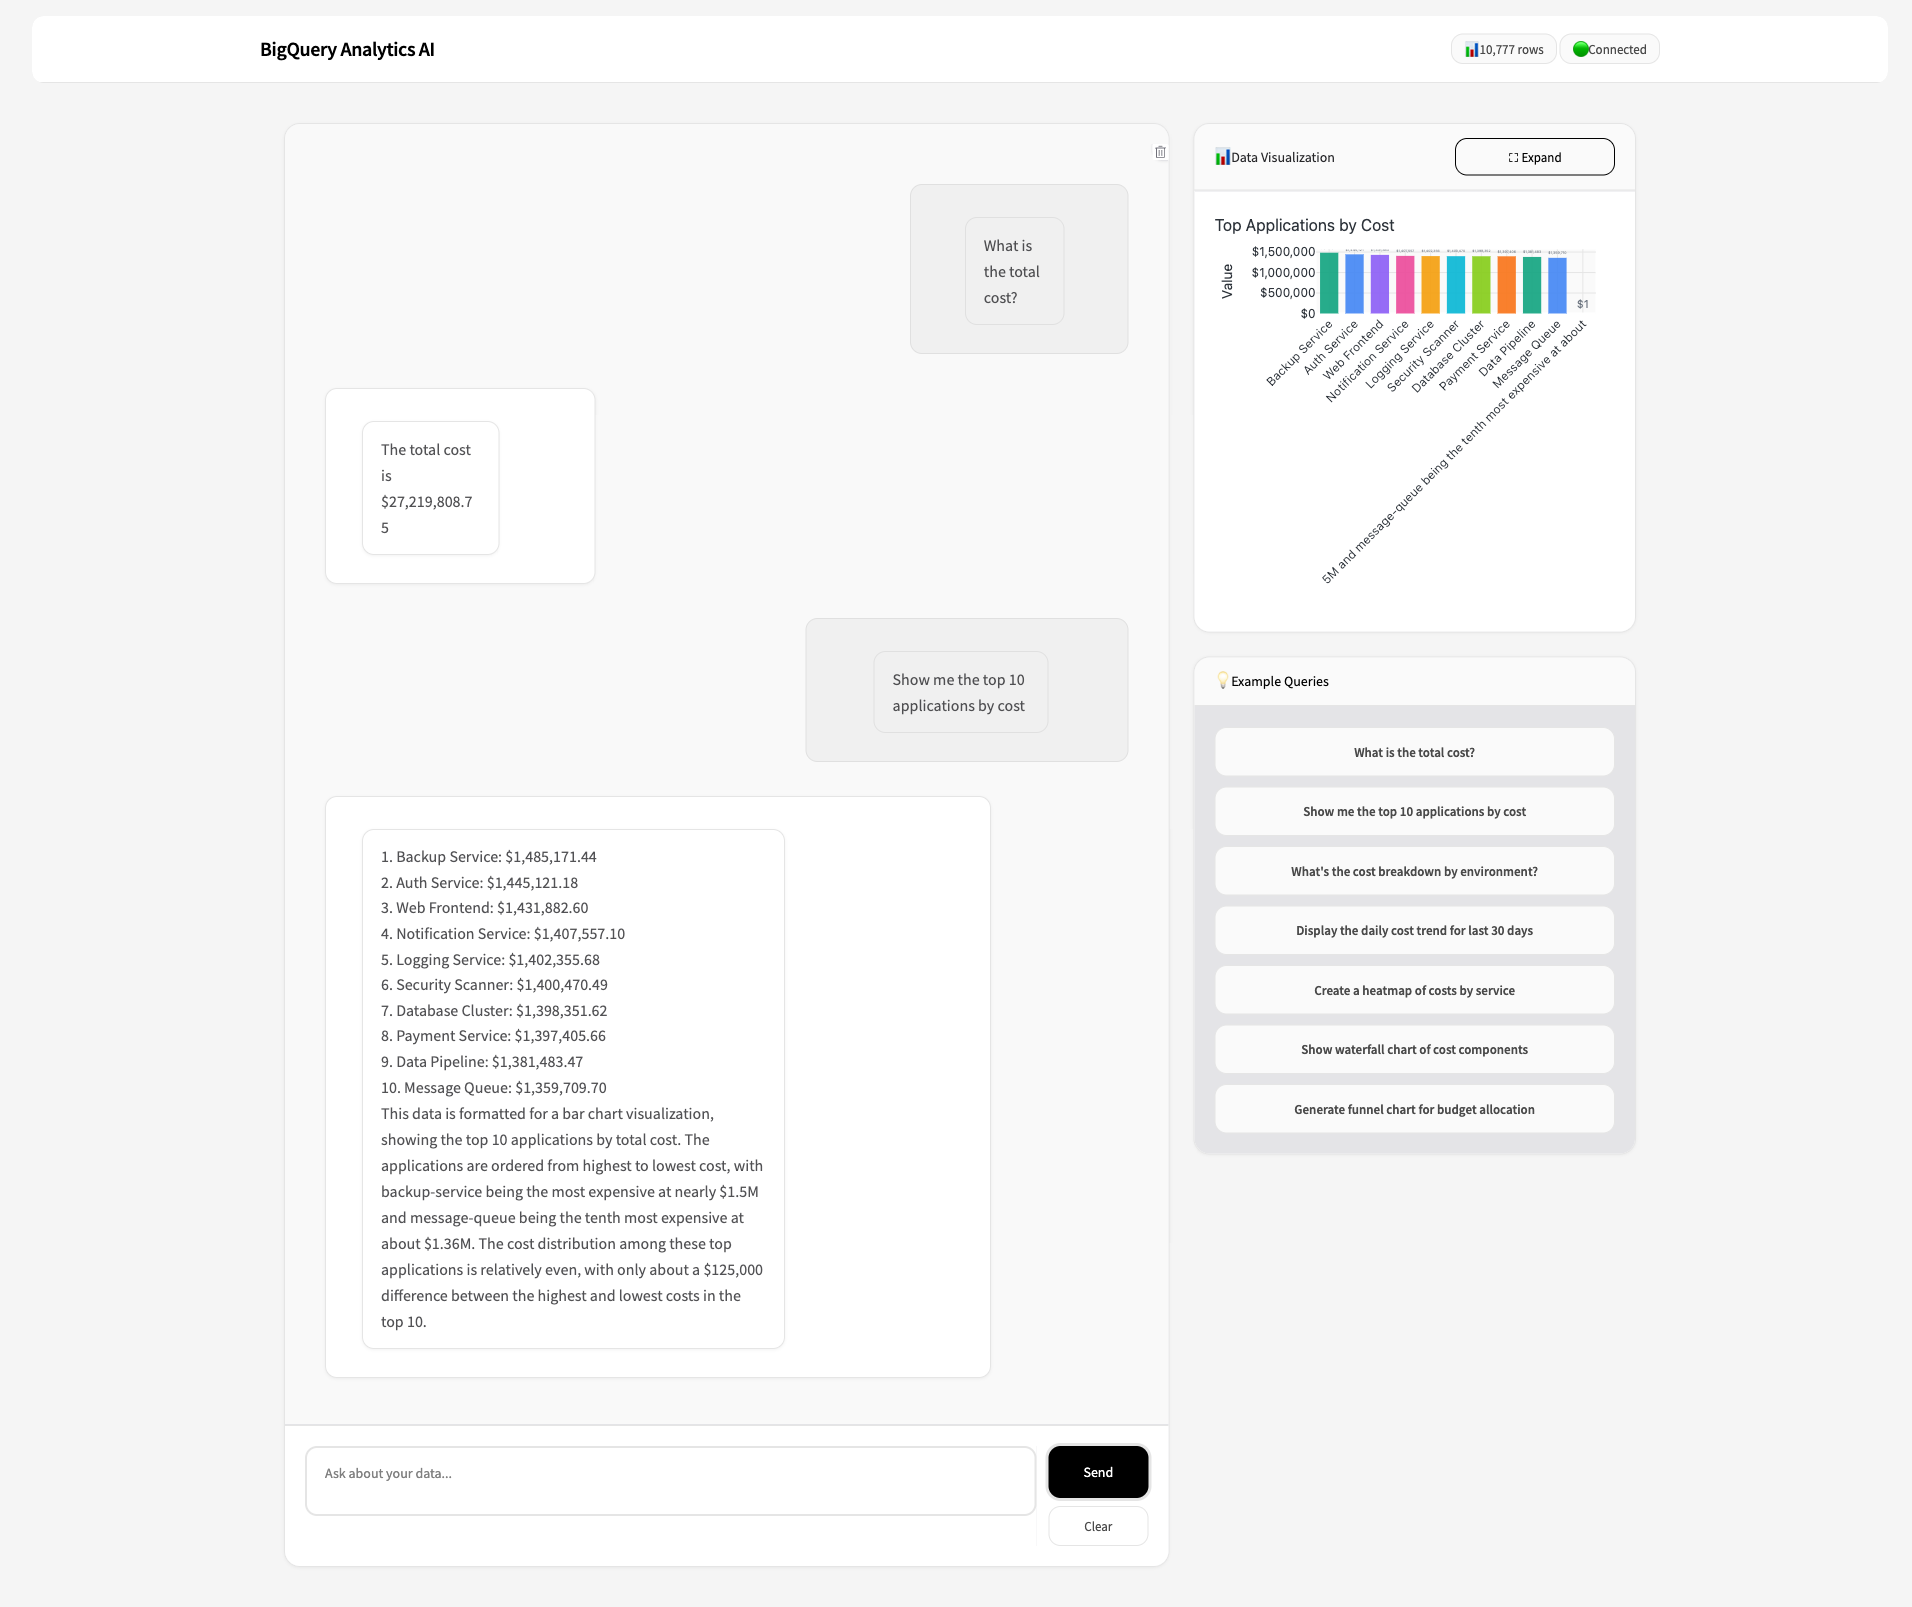 BigQuery Analytics AI
10,777 rows
Connected
What is
the total
cost?
The total cost
is
$27,219,808.7
5
Show me the top 10
applications by cost
1. Backup Service: $1,485,171.44
2. Auth Service: $1,445,121.18
3. Web Frontend: $1,431,882.60
4. Notification Service: $1,407,557.10
5. Logging Service: $1,402,355.68
6. Security Scanner: $1,400,470.49
7. Database Cluster: $1,398,351.62
8. Payment Service: $1,397,405.66
9. Data Pipeline: $1,381,483.47
10. Message Queue: $1,359,709.70
This data is formatted for a bar chart visualization,
showing the top 10 applications by total cost. The
applications are ordered from highest to lowest cost, with
backup-service being the most expensive at nearly $1.5M
and message-queue being the tenth most expensive at
about $1.36M. The cost distribution among these top
applications is relatively even, with only about a $125,000
difference between the highest and lowest costs in the
top 10.
Ask about your data...
Send
Clear
Data Visualization
Expand
Top Applications by Cost
Value
$1,500,000
$1,000,000
$500,000
$0
$1
Backup Service
Auth Service
Web Frontend
Notification Service
Logging Service
Security Scanner
Database Cluster
Payment Service
Data Pipeline
Message Queue
5M and message-queue being the tenth most expensive at about
Example Queries
What is the total cost?
Show me the top 10 applications by cost
What's the cost breakdown by environment?
Display the daily cost trend for last 30 days
Create a heatmap of costs by service
Show waterfall chart of cost components
Generate funnel chart for budget allocation